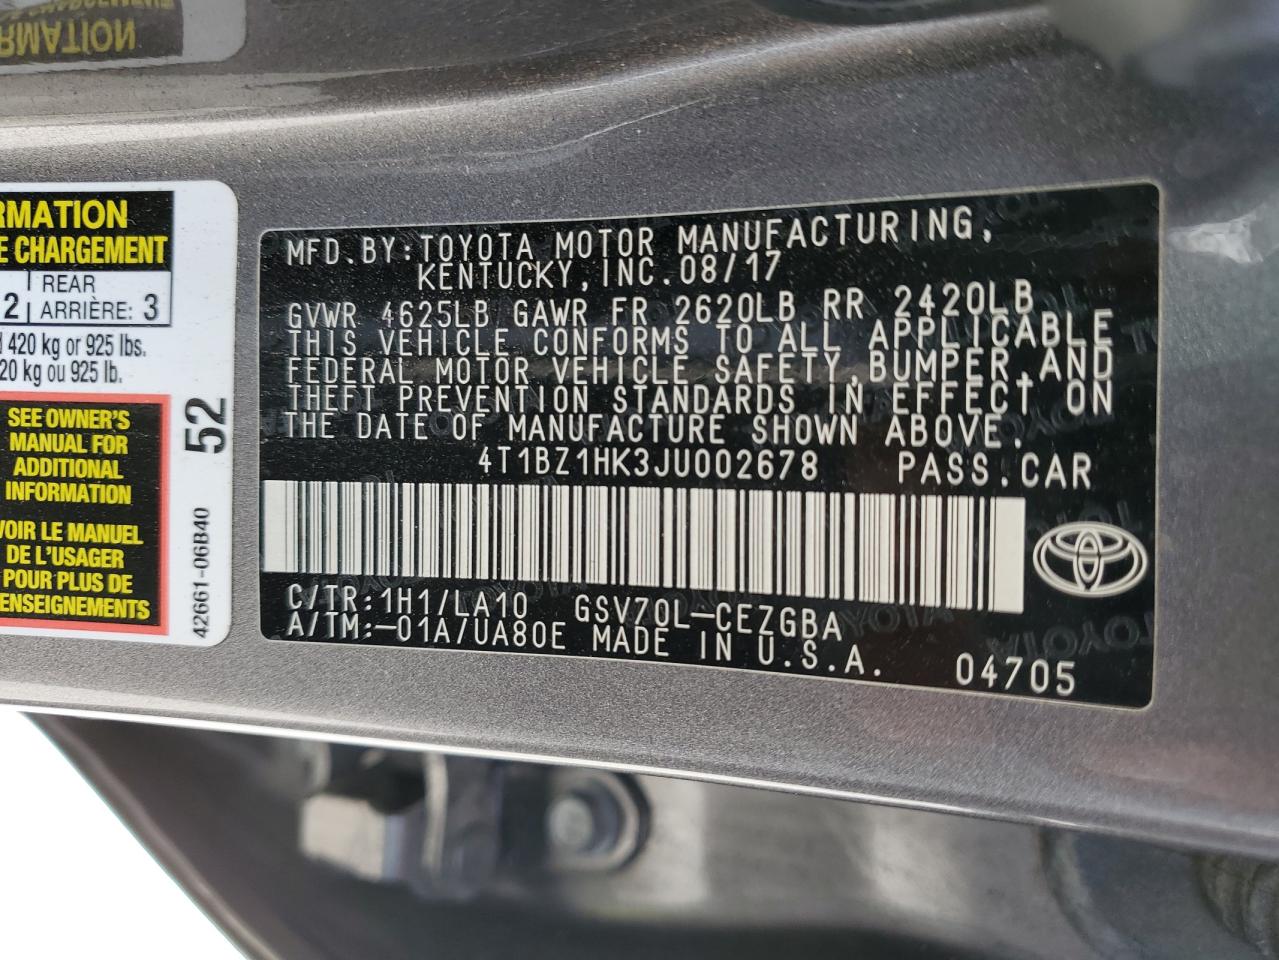 RMATION
RMATION
E CHARGEMENT
2 REAR
ARRIÈRE: 3
420 kg or 925 lbs.
20 kg ou 925 lb.
SEE OWNER'S
MANUAL FOR
ADDITIONAL
INFORMATION
VOIR LE MANUEL
DE L'USAGER
POUR PLUS DE
ENSEIGNEMENTS
52
42661-06B40
MFD.BY:TOYOTA MOTOR MANUFACTURING,
KENTUCKY,INC.08/17
GVWR 4625LB GAWR FR 2620LB RR 2420LB
THIS VEHICLE CONFORMS TO ALL APPLICABLE
FEDERAL MOTOR VEHICLE SAFETY,BUMPER,AND
THEFT PREVENTION STANDARDS IN EFFECT ON
THE DATE OF MANUFACTURE SHOWN ABOVE.
4T1BZ1HK3JU002678 PASS.CAR
C/TR:1H1/LA10 GSV70L-CEZGBA
A/TM:-01A/UA80E MADE IN U.S.A. 04705